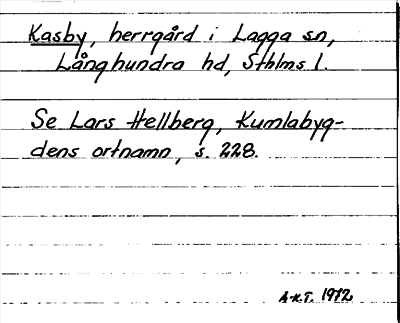 Kasby, herrgård i Lagga sn,
Långhundra hd, Sthlms l.
Se Lars Hellberg, Kumlabyg-
dens ortnamn, s. 228.
A-K.T. 1972